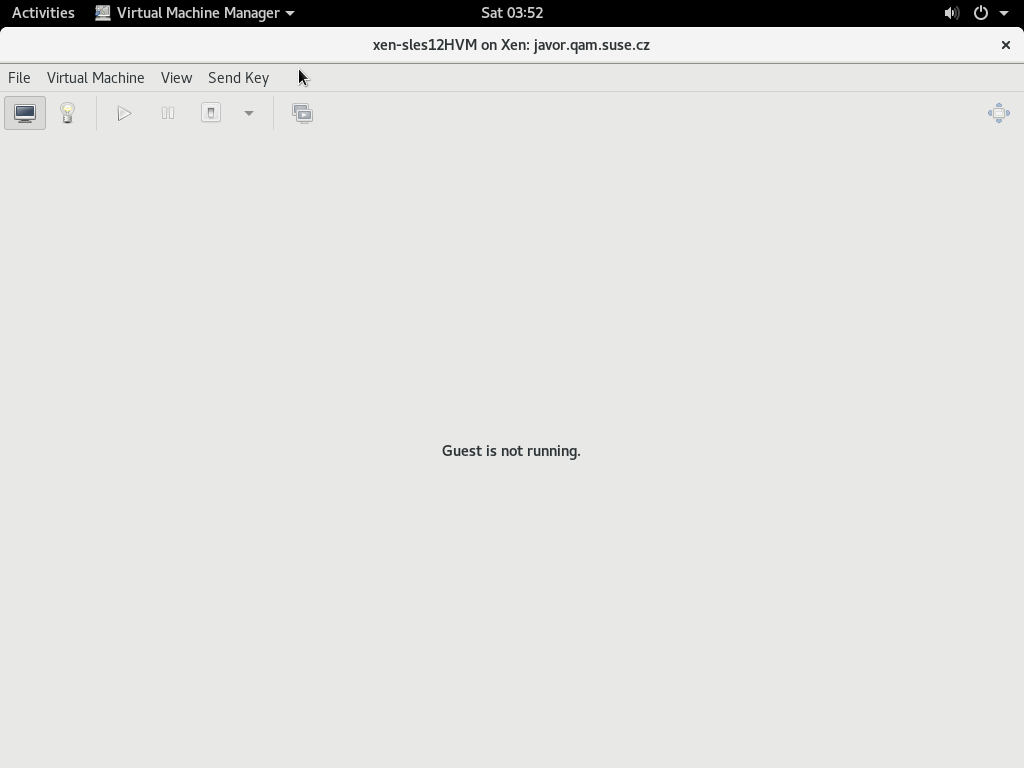 Activities Virtual Machine Manager Sat 03:52
xen-sles12HVM on Xen: javor.qam.suse.cz
File Virtual Machine View Send Key
Guest is not running.